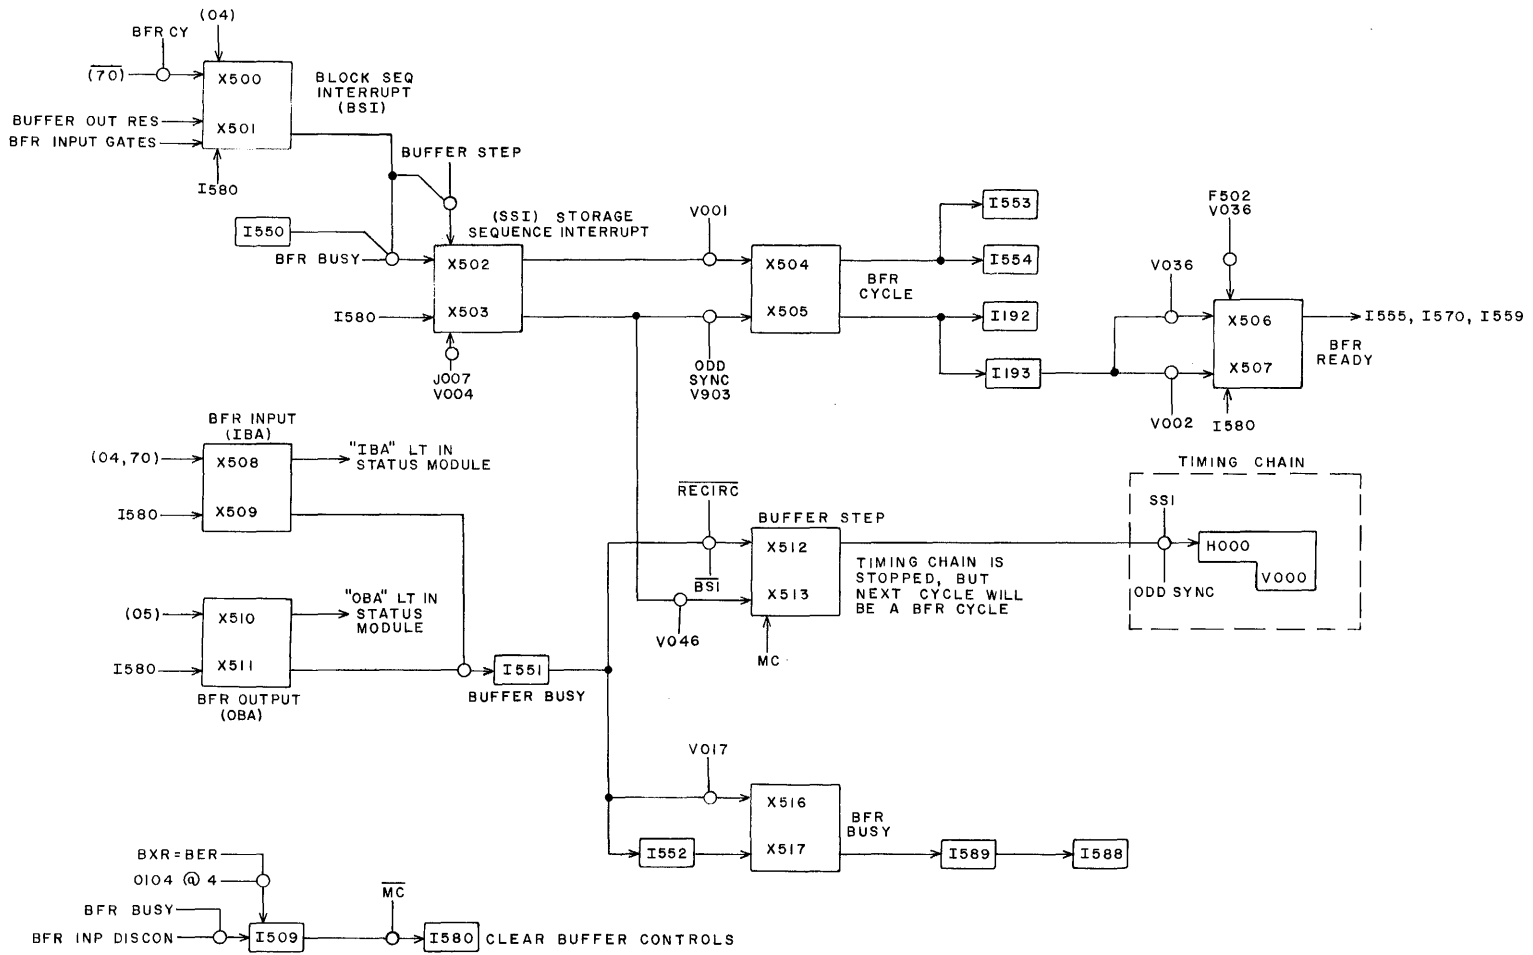 (04)
BFR CY
(70)
X500
X501
BLOCK SEQ
INTERRUPT
(BSI)
BUFFER OUT RES
BFR INPUT GATES
I580
BUFFER STEP
I550
BFR BUSY
(SSI) STORAGE
SEQUENCE INTERRUPT
X502
X503
I580
J007
V004
V001
ODD
SYNC
V903
X504
X505
BFR
CYCLE
I553
I554
I192
I193
F502
V036
V036
V002
X506
X507
I580
I555, I570, I559
BFR
READY
BFR INPUT
(IBA)
(04,70)
X508
X509
I580
"IBA" LT IN
STATUS MODULE
(05)
X510
X511
I580
BFR OUTPUT
(OBA)
"OBA" LT IN
STATUS
MODULE
I551
BUFFER BUSY
RECIRC
BSI
V046
BUFFER STEP
X512
X513
MC
TIMING CHAIN IS
STOPPED, BUT
NEXT CYCLE WILL
BE A BFR CYCLE
TIMING CHAIN
SSI
H000
V000
ODD SYNC
V017
X516
X517
BFR
BUSY
I552
I589
I588
BXR=BER
0104 @ 4
BFR BUSY
BFR INP DISCON
I509
MC
I580
CLEAR BUFFER CONTROLS